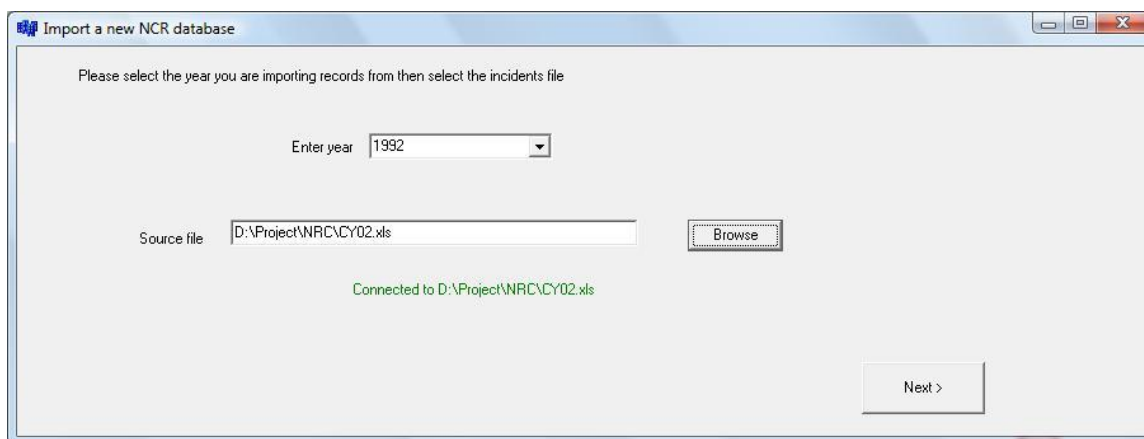 Import a new NCR database
Please select the year you are importing records from then select the incidents file
Enter year 1992
Source file D:\Project\NRC\CY02.xls Browse
Connected to D:\Project\NRC\CY02.xls
Next >